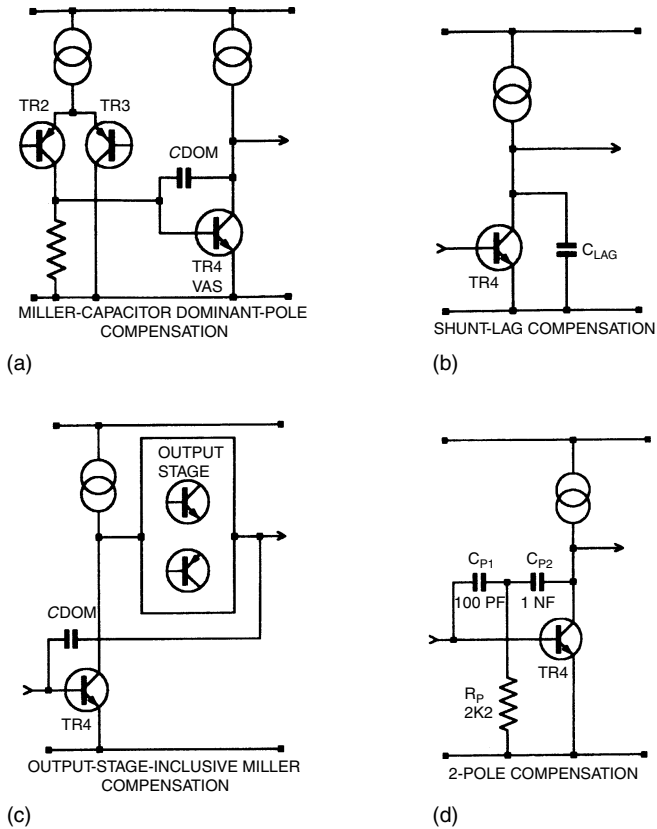 TR2
TR3
CDOM
TR4
VAS
MILLER-CAPACITOR DOMINANT-POLE
COMPENSATION
(a)
TR4
CLAG
SHUNT-LAG COMPENSATION
(b)
OUTPUT
STAGE
CDOM
TR4
OUTPUT-STAGE-INCLUSIVE MILLER
COMPENSATION
(c)
CP1
CP2
100 PF
1 NF
TR4
RP
2K2
2-POLE COMPENSATION
(d)